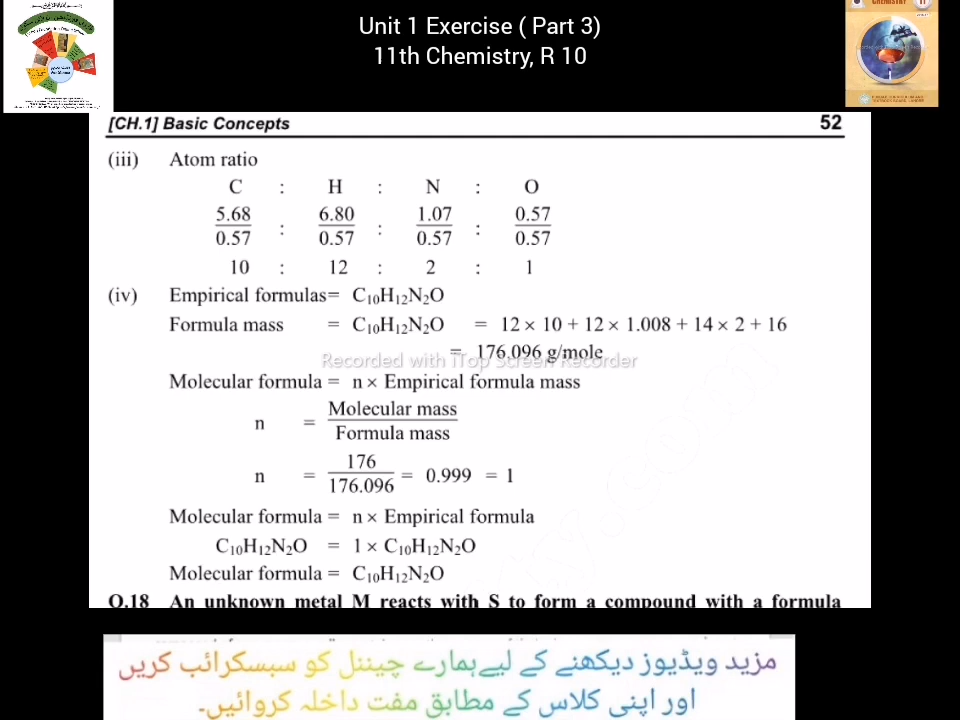 Unit 1 Exercise ( Part 3)
11th Chemistry, R 10
CHEMISTRY 11
[CH.1] Basic Concepts 52
(iii) Atom ratio
C : H : N : O
5.68/0.57 : 6.80/0.57 : 1.07/0.57 : 0.57/0.57
10 : 12 : 2 : 1
(iv) Empirical formulas= C₁₀H₁₂N₂O
Formula mass = C₁₀H₁₂N₂O = 12 × 10 + 12 × 1.008 + 14 × 2 + 16
= 176.096 g/mole
Recorded with iTop Screen Recorder
Molecular formula = n × Empirical formula mass
n = Molecular mass/Formula mass
n = 176/176.096 = 0.999 = 1
Molecular formula = n × Empirical formula
C₁₀H₁₂N₂O = 1 × C₁₀H₁₂N₂O
Molecular formula = C₁₀H₁₂N₂O
Q.18 An unknown metal M reacts with S to form a compound with a formula
مزید ویڈیوز دیکھنے کے لیے ہمارے چیننل کو سبسکرائب کریں
اور اپنی کلاس کے مطابق مفت داخلہ کروائیں۔